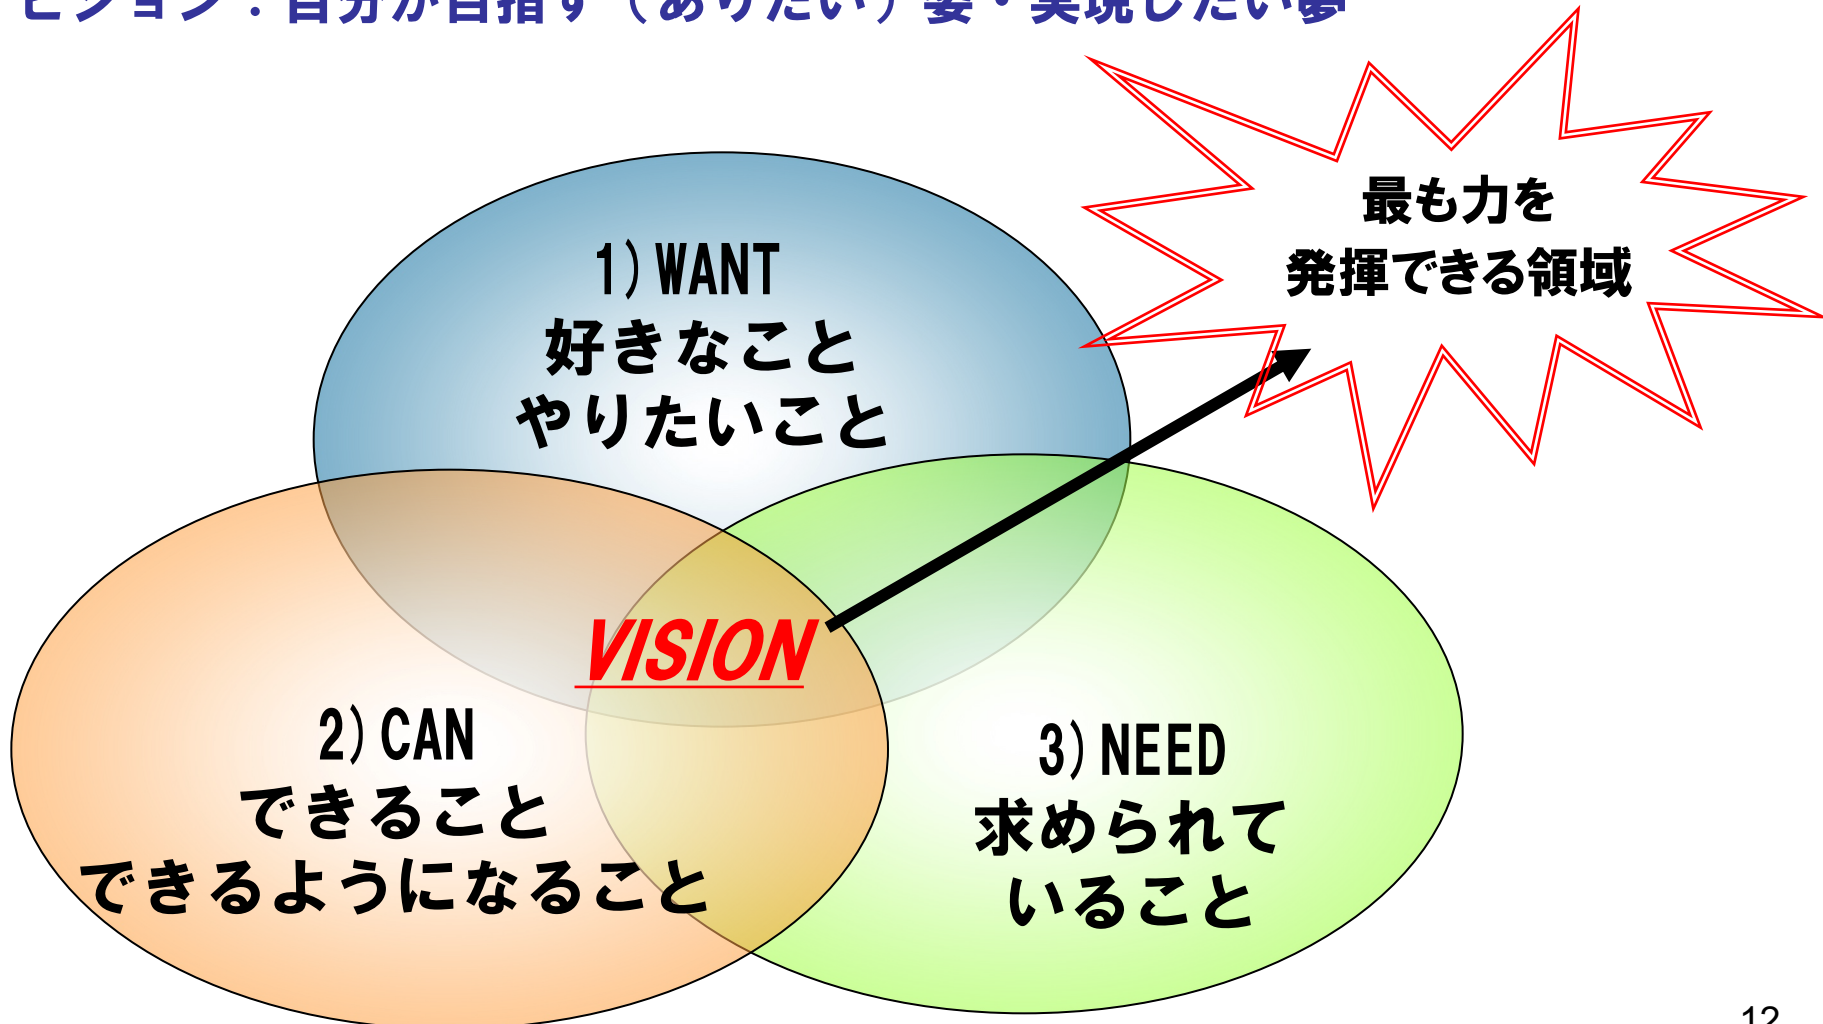 ビジョン：自分が目指す（ありたい）姿・実現したい夢
最も力を
発揮できる領域
1) WANT
好きなこと
やりたいこと
VISION
2) CAN
できること
できるようになること
3) NEED
求められて
いること
12